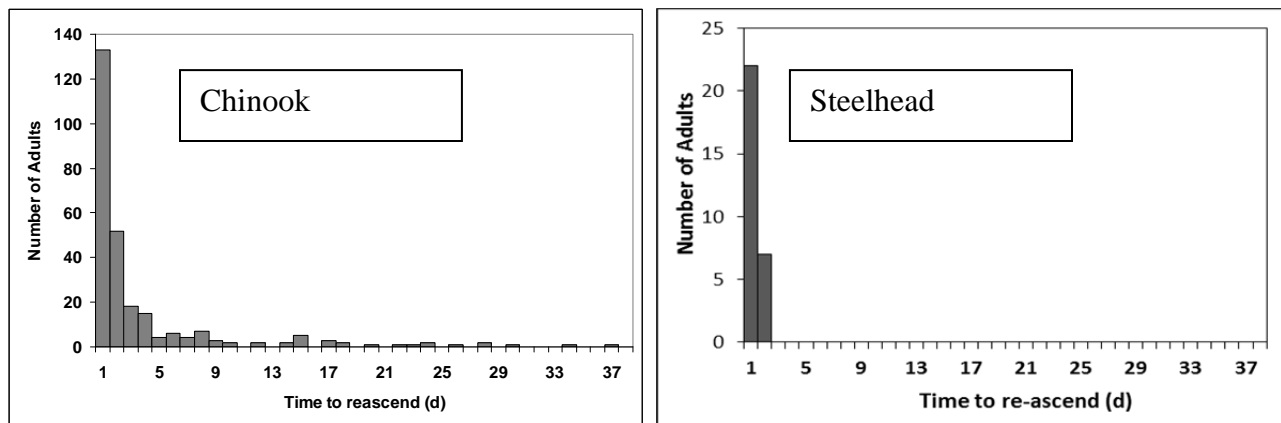 140
120
100
80
60
40
20
0
Number of Adults
Chinook
1 5 9 13 17 21 25 29 33 37
Time to reascend (d)
25
20
15
10
5
0
Number of Adults
Steelhead
1 5 9 13 17 21 25 29 33 37
Time to re-ascend (d)